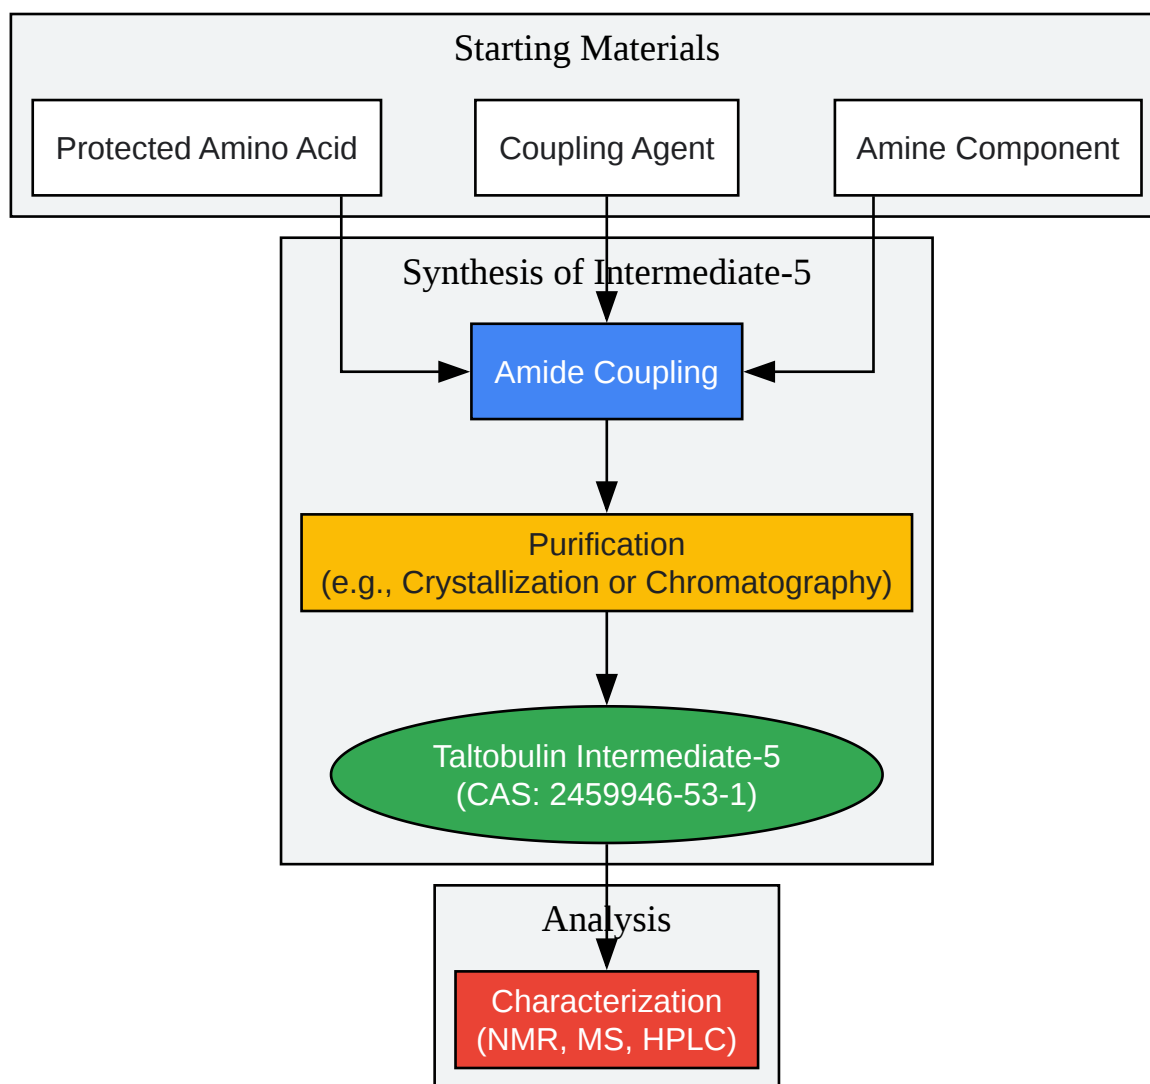 Starting Materials
Protected Amino Acid
Coupling Agent
Amine Component
Synthesis of Intermediate-5
Amide Coupling
Purification
(e.g., Crystallization or Chromatography)
Taltobulin Intermediate-5
(CAS: 2459946-53-1)
Analysis
Characterization
(NMR, MS, HPLC)